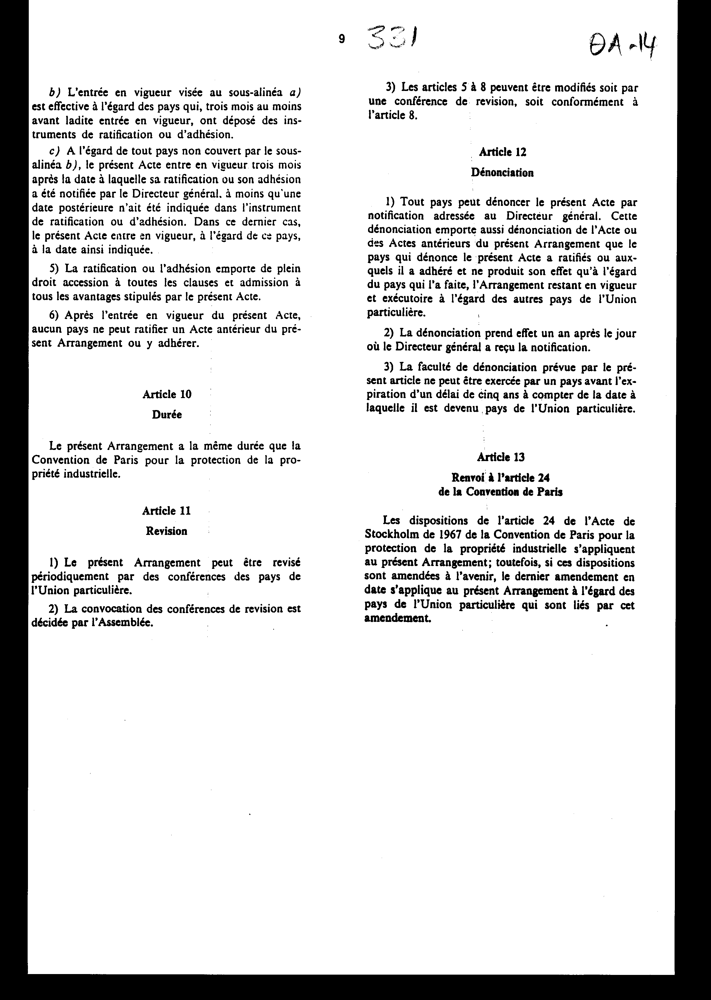 9
331
OA-14
b) L'entrée en vigueur visée au sous-alinéa a)
est effective à l'égard des pays qui, trois mois au moins
avant ladite entrée en vigueur, ont déposé des ins-
truments de ratification ou d'adhésion.
c) A l'égard de tout pays non couvert par le sous-
alinéa b), le présent Acte entre en vigueur trois mois
après la date à laquelle sa ratification ou son adhésion
a été notifiée par le Directeur général, à moins qu'une
date postérieure n'ait été indiquée dans l'instrument
de ratification ou d'adhésion. Dans ce dernier cas,
le présent Acte entre en vigueur, à l'égard de ce pays,
à la date ainsi indiquée.
5) La ratification ou l'adhésion emporte de plein
droit accession à toutes les clauses et admission à
tous les avantages stipulés par le présent Acte.
6) Après l'entrée en vigueur du présent Acte,
aucun pays ne peut ratifier un Acte antérieur du pré-
sent Arrangement ou y adhérer.
Article 10
Durée
Le présent Arrangement a la même durée que la
Convention de Paris pour la protection de la pro-
priété industrielle.
Article 11
Revision
1) Le présent Arrangement peut être revisé
périodiquement par des conférences des pays de
l'Union particulière.
2) La convocation des conférences de revision est
décidée par l'Assemblée.
3) Les articles 5 à 8 peuvent être modifiés soit par
une conférence de revision, soit conformément à
l'article 8.
Article 12
Dénonciation
1) Tout pays peut dénoncer le présent Acte par
notification adressée au Directeur général. Cette
dénonciation emporte aussi dénonciation de l'Acte ou
des Actes antérieurs du présent Arrangement que le
pays qui dénonce le présent Acte a ratifiés ou aux-
quels il a adhéré et ne produit son effet qu'à l'égard
du pays qui l'a faite, l'Arrangement restant en vigueur
et exécutoire à l'égard des autres pays de l'Union
particulière.
2) La dénonciation prend effet un an après le jour
où le Directeur général a reçu la notification.
3) La faculté de dénonciation prévue par le pré-
sent article ne peut être exercée par un pays avant l'ex-
piration d'un délai de cinq ans à compter de la date à
laquelle il est devenu pays de l'Union particulière.
Article 13
Renvoi à l'article 24
de la Convention de Paris
Les dispositions de l'article 24 de l'Acte de
Stockholm de 1967 de la Convention de Paris pour la
protection de la propriété industrielle s'appliquent
au présent Arrangement; toutefois, si ces dispositions
sont amendées à l'avenir, le dernier amendement en
date s'applique au présent Arrangement à l'égard des
pays de l'Union particulière qui sont liés par cet
amendement.